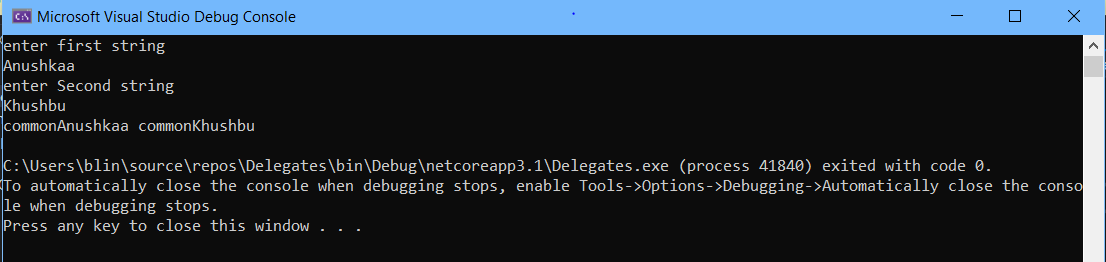 Microsoft Visual Studio Debug Console
enter first string
Anushkaa
enter Second string
Khushbu
commonAnushkaa commonKhushbu
C:\Users\blin\source\repos\Delegates\bin\Debug\netcoreapp3.1\Delegates.exe (process 41840) exited with code 0.
To automatically close the console when debugging stops, enable Tools->Options->Debugging->Automatically close the conso
le when debugging stops.
Press any key to close this window . . .